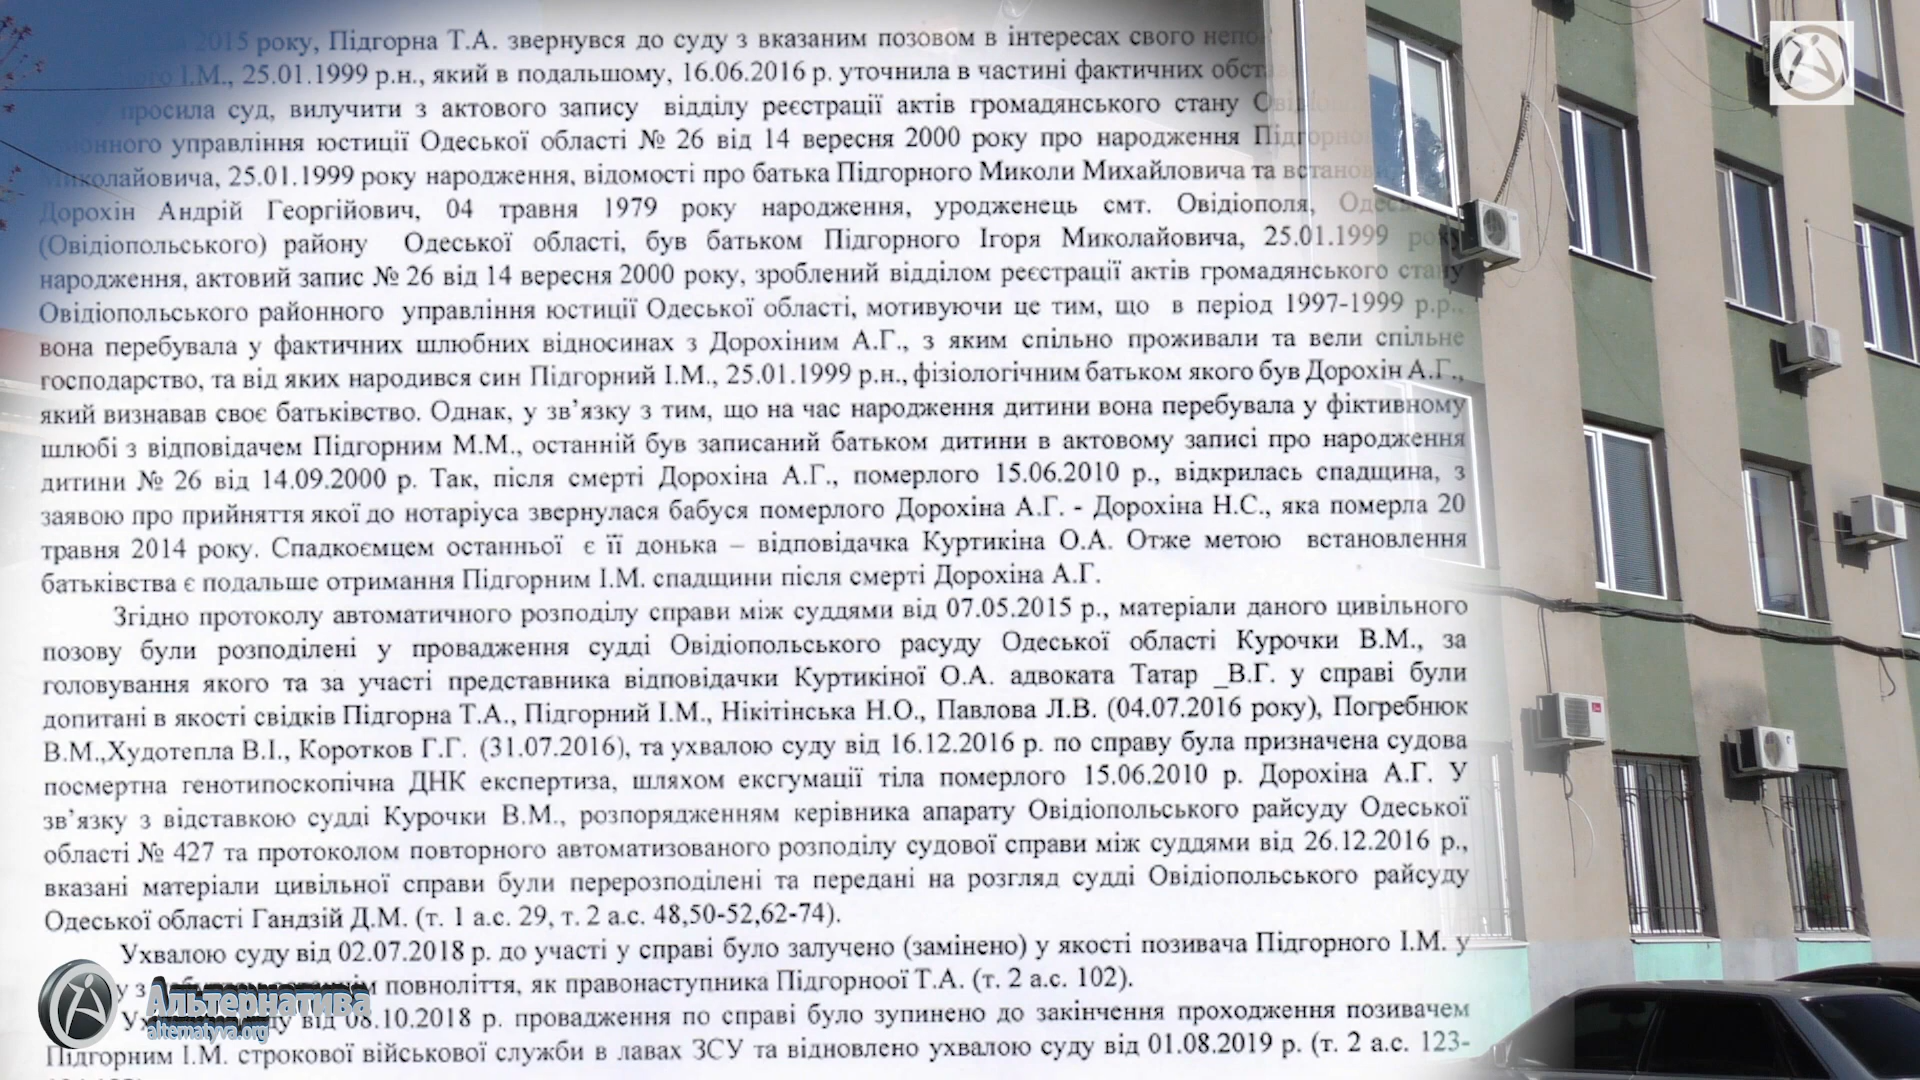 2015 року, Підгорна Т.А. звернувся до суду з вказаним позовом в інтересах свого
І.М., 25.01.1999 р.н., який в подальшому, 16.06.2016 р. уточнила в частині фактичних
просила суд, вилучити з актового запису відділу реєстрації актів громадянського стану
управління юстиції Одеської області № 26 від 14 вересня 2000 року про народження
Миколайовича, 25.01.1999 року народження, відомості про батька Підгорного Миколи Михайловича та
Дорохін Андрій Георгійович, 04 травня 1979 року народження, уродженець смт. Овідіополя,
(Овідіопольського) району Одеської області, був батьком Підгорного Ігоря Миколайовича, 25.01.1999 року
народження, актовий запис № 26 від 14 вересня 2000 року, зроблений відділом реєстрації актів громадянського стану
Овідіопольського районного управління юстиції Одеської області, мотивуючи це тим, що в період 1997-1999 р.р.,
вона перебувала у фактичних шлюбних відносинах з Дорохіним А.Г., з яким спільно проживали та вели спільне
господарство, та від яких народився син Підгорний І.М., 25.01.1999 р.н., фізіологічним батьком якого був Дорохін А.Г.,
який визнавав своє батьківство. Однак, у зв’язку з тим, що на час народження дитини вона перебувала у фіктивному
шлюбі з відповідачем Підгорним М.М., останній був записаний батьком дитини в актовому записі про народження
дитини № 26 від 14.09.2000 р. Так, після смерті Дорохіна А.Г., померлого 15.06.2010 р., відкрилась спадщина, з
заявою про прийняття якої до нотаріуса звернулася бабуся померлого Дорохіна А.Г. - Дорохіна Н.С., яка померла 20
травня 2014 року. Спадкоємцем останньої є її донька – відповідачка Куртикіна О.А. Отже метою встановлення
батьківства є подальше отримання Підгорним І.М. спадщини після смерті Дорохіна А.Г.
Згідно протоколу автоматичного розподілу справи між суддями від 07.05.2015 р., матеріали даного цивільного
позову були розподілені у провадження судді Овідіопольського расуду Одеської області Курочки В.М., за
головування якого та за участі представника відповідачки Куртикіної О.А. адвоката Татар _В.Г. у справі були
допитані в якості свідків Підгорна Т.А., Підгорний І.М., Нікітінська Н.О., Павлова Л.В. (04.07.2016 року), Погребнюк
В.М.,Худотепла В.І., Коротков Г.Г. (31.07.2016), та ухвалою суду від 16.12.2016 р. по справу була призначена судова
посмертна генотипоскопічна ДНК експертиза, шляхом ексгумації тіла померлого 15.06.2010 р. Дорохіна А.Г. У
зв’язку з відставкою судді Курочки В.М., розпорядженням керівника апарату Овідіопольського райсуду Одеської
області № 427 та протоколом повторного автоматизованого розподілу судової справи між суддями від 26.12.2016 р.,
вказані матеріали цивільної справи були перерозподілені та передані на розгляд судді Овідіопольського райсуду
Одеської області Гандзій Д.М. (т. 1 а.с. 29, т. 2 а.с. 48,50-52,62-74).
Ухвалою суду від 02.07.2018 р. до участі у справі було залучено (замінено) у якості позивача Підгорного І.М. у
повноліття, як правонаступника Підгорноої Т.А. (т. 2 а.с. 102).
від 08.10.2018 р. провадження по справі було зупинено до закінчення проходження позивачем
Підгорним І.М. строкової військової служби в лавах ЗСУ та відновлено ухвалою суду від 01.08.2019 р. (т. 2 а.с. 123-
Альтернатива
alternatyva.org